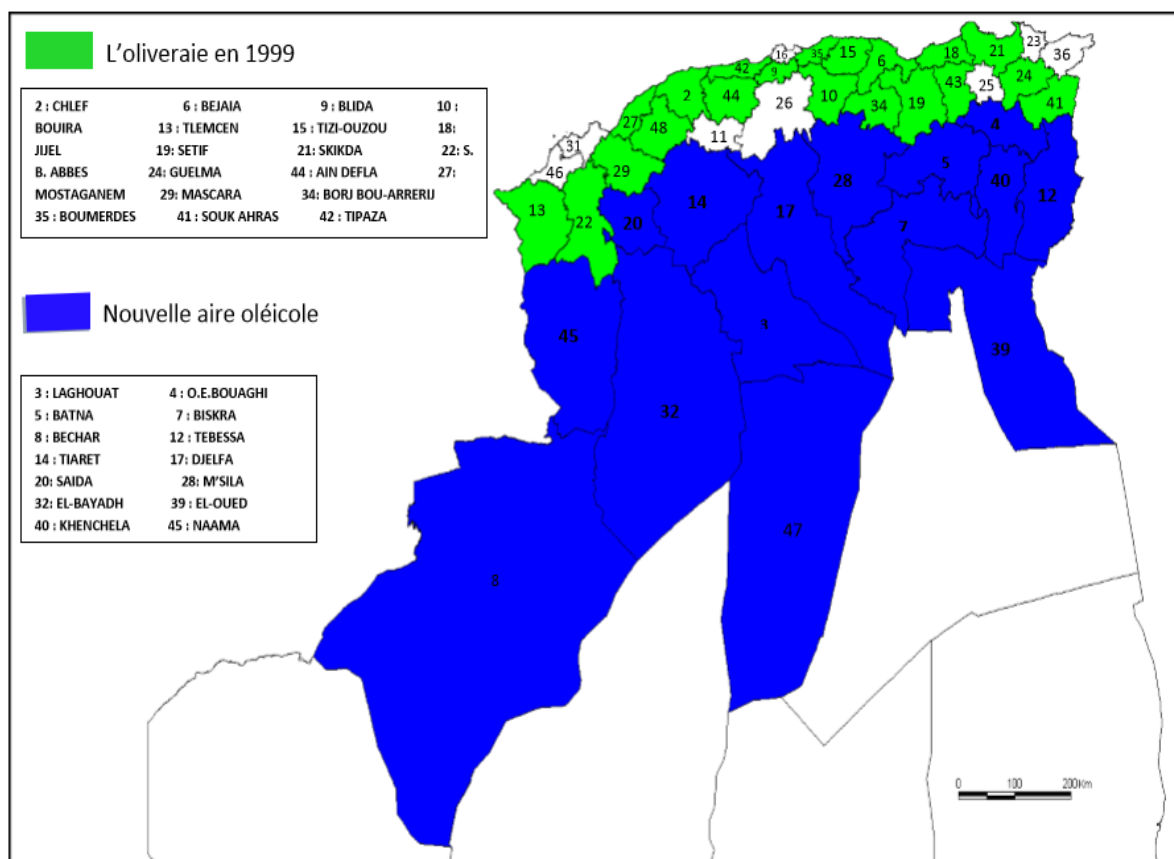 L'oliveraie en 1999
2 : CHLEF 6 : BEJAIA 9 : BLIDA 10 :
BOUIRA 13 : TLEMCEN 15 : TIZI-OUZOU 18:
JIJEL 19: SETIF 21: SKIKDA 22: S.
B. ABBES 24: GUELMA 44 : AIN DEFLA 27:
MOSTAGANEM 29: MASCARA 34: BORJ BOU-ARRERIJ
35 : BOUMERDES 41 : SOUK AHRAS 42 : TIPAZA
Nouvelle aire oléicole
3 : LAGHOUAT 4 : O.E.BOUAGHI
5 : BATNA 7 : BISKRA
8 : BECHAR 12 : TEBESSA
14 : TIARET 17: DJELFA
20: SAIDA 28: M'SILA
32: EL-BAYADH 39 : EL-OUED
40 : KHENCHELA 45 : NAAMA
16 35 15 18 21 23 36
42 9 6
2 44 26 10 34 19 43 25 24 41
27 48 11 4
31
46 29 5
13 22 20 14 17 28 40 12
7
45 3 39
32
47
8
0 100 200 Km